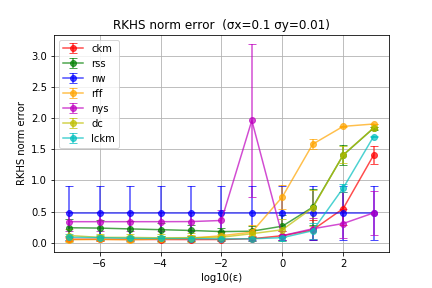 RKHS norm error (σx=0.1 σy=0.01)
RKHS norm error
3.0
2.5
2.0
1.5
1.0
0.5
0.0
ckm
rss
nw
rff
nys
dc
lckm
−6 −4 −2 0 2
log10(ε)